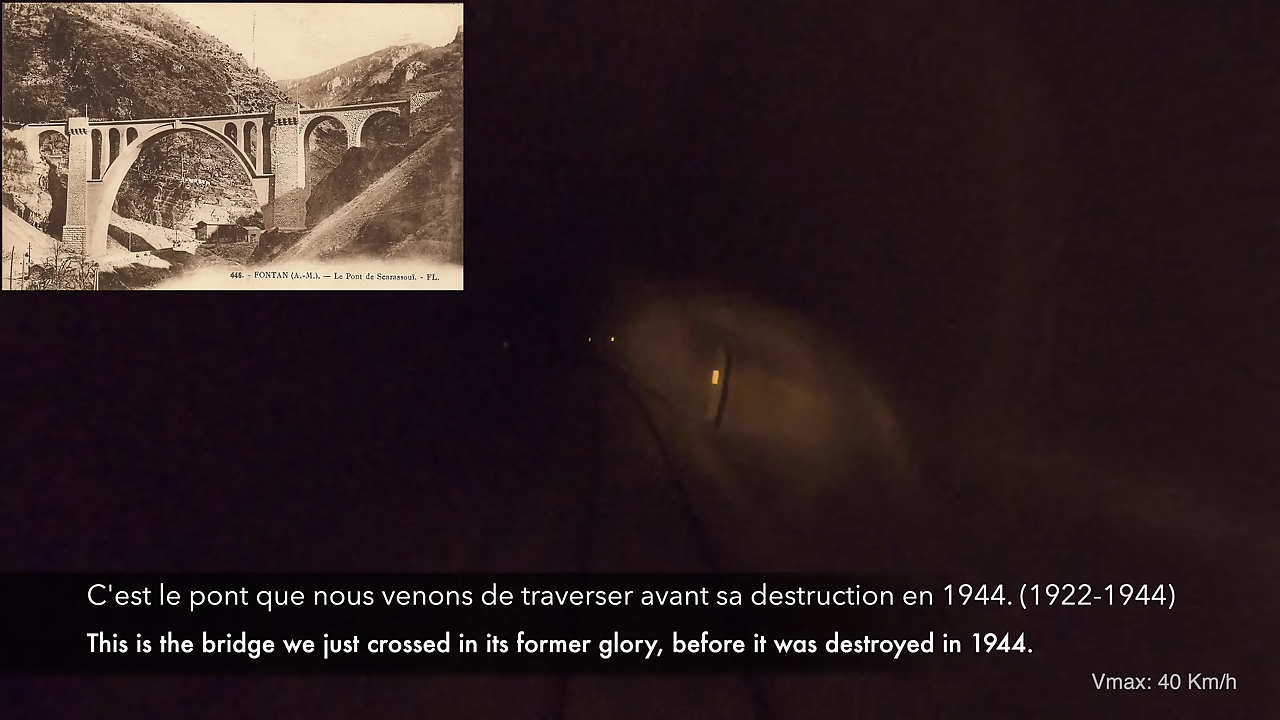 446. - FONTAN (A.-M.). — Le Pont de Scarassouï. - FL.
C'est le pont que nous venons de traverser avant sa destruction en 1944. (1922-1944)
This is the bridge we just crossed in its former glory, before it was destroyed in 1944.
Vmax: 40 Km/h